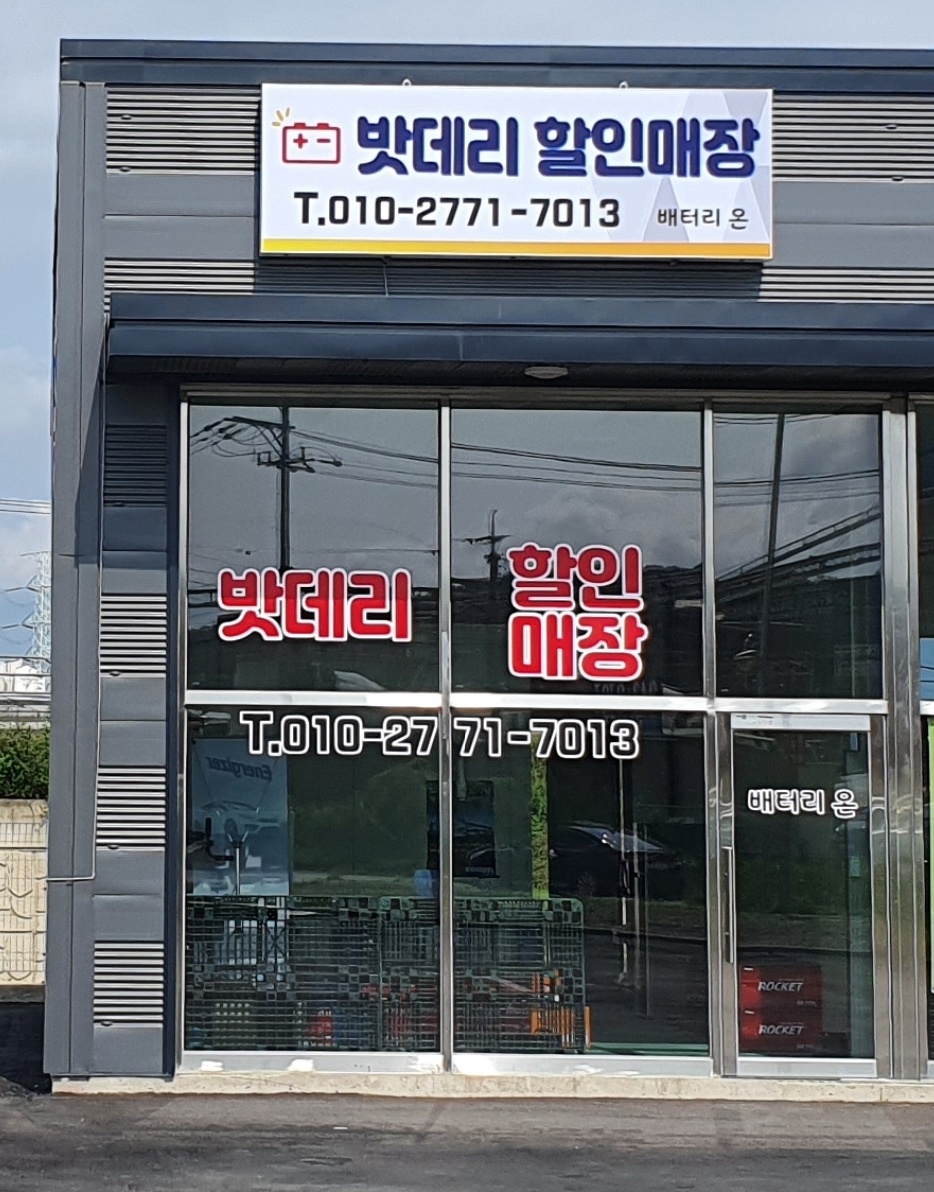 밧데리 할인매장
T.010-2771-7013 배터리 온
밧데리 할인
매장
T.010-2771-7013
Energizer
배터리 온
ROCKET
ROCKET